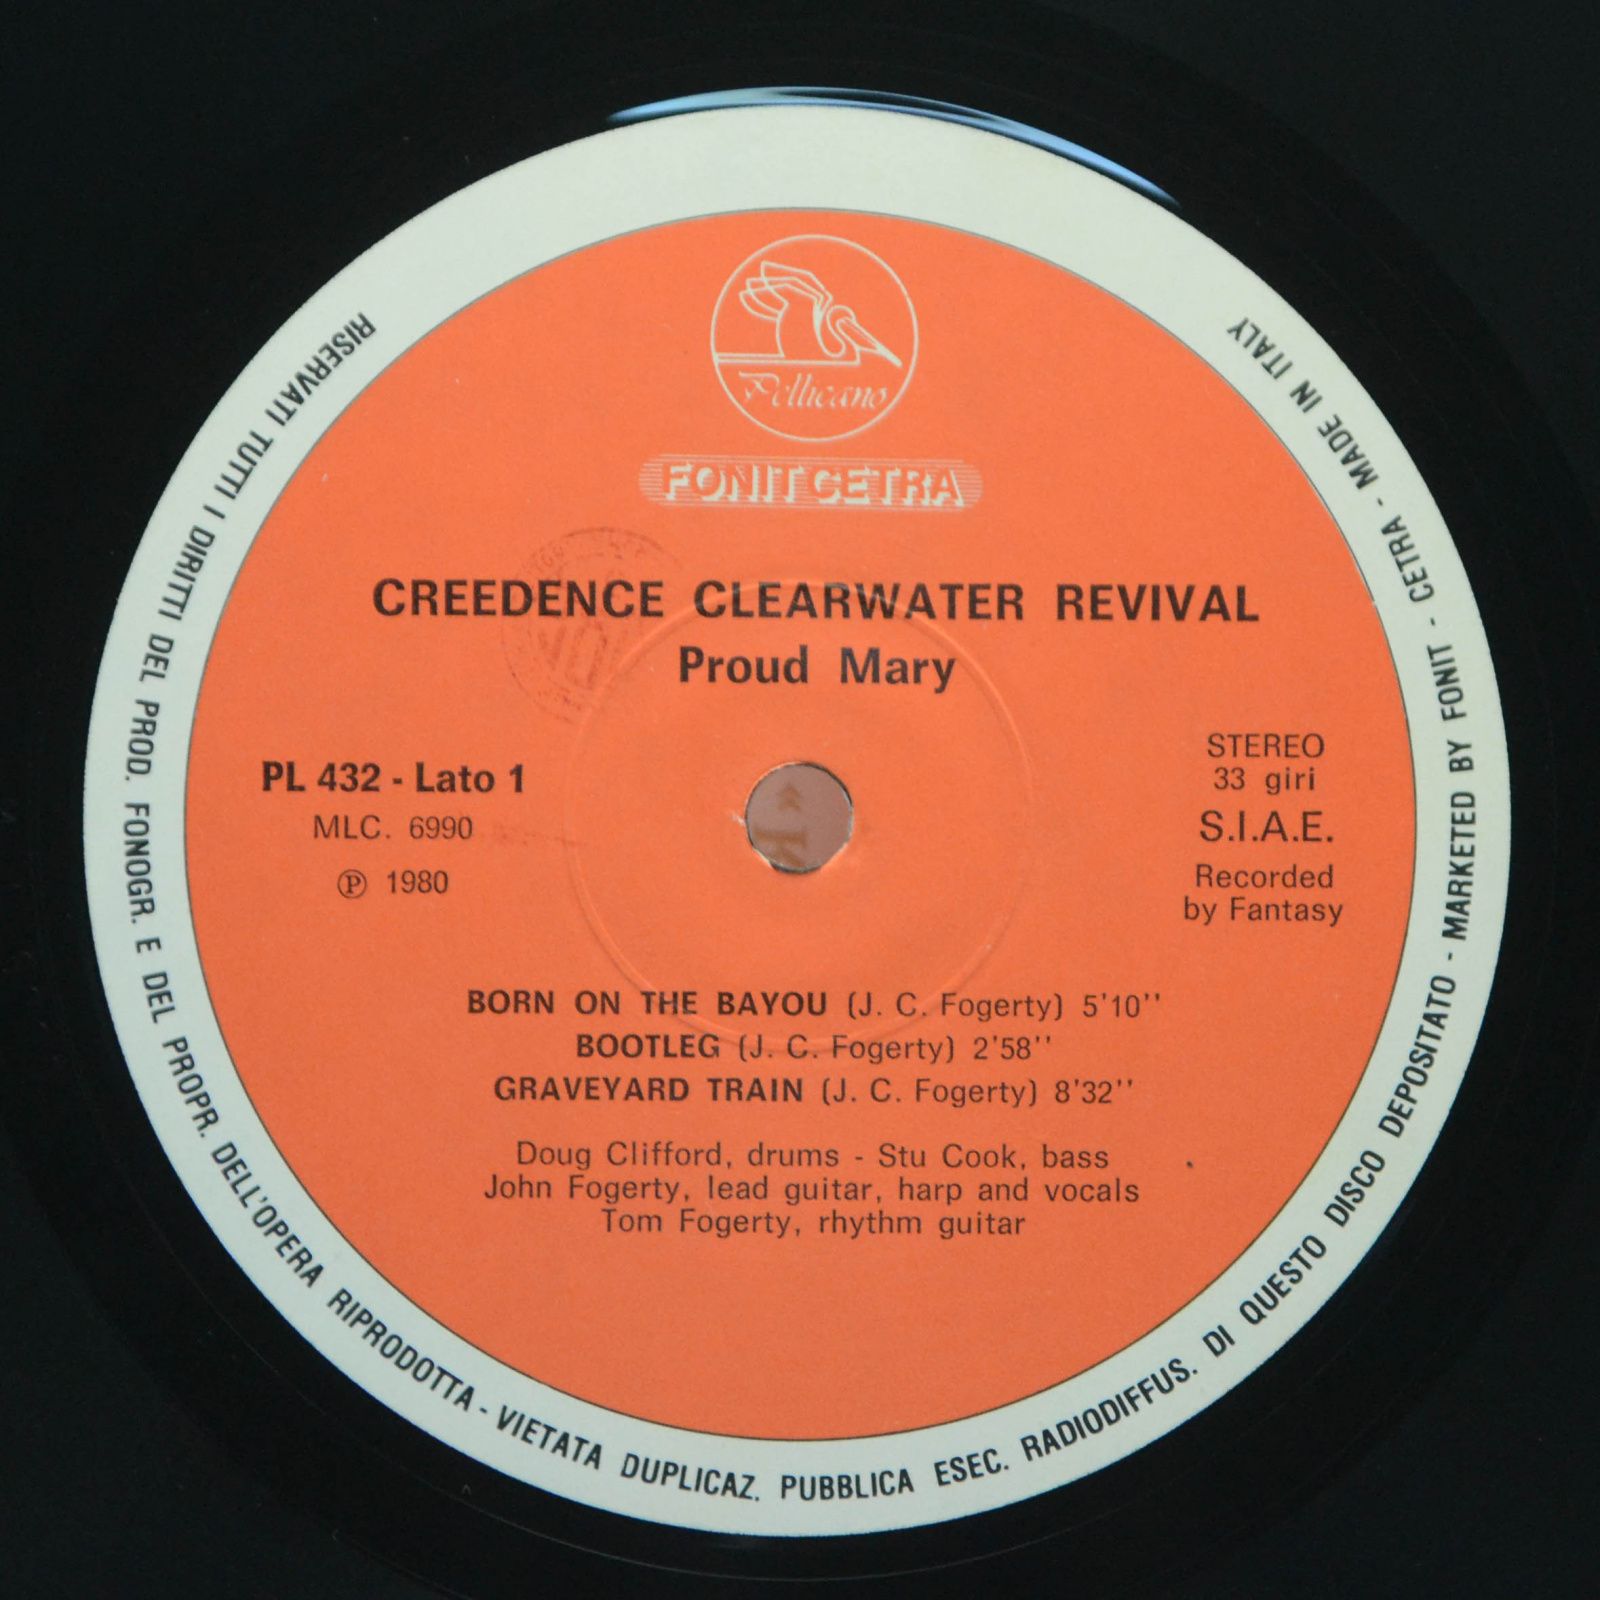 Pellicano
FONIT CETRA
CREEDENCE CLEARWATER REVIVAL
Proud Mary
PL 432 - Lato 1
MLC. 6990
℗ 1980
STEREO
33 giri
S.I.A.E.
Recorded
by Fantasy
BORN ON THE BAYOU (J. C. Fogerty) 5'10''
BOOTLEG (J. C. Fogerty) 2'58''
GRAVEYARD TRAIN (J. C. Fogerty) 8'32''
Doug Clifford, drums - Stu Cook, bass
John Fogerty, lead guitar, harp and vocals
Tom Fogerty, rhythm guitar
RISERVATI TUTTI I DIRITTI DEL PROD. FONOGR. E DEL PROPR. DELL'OPERA RIPRODOTTA - VIETATA DUPLICAZ. PUBBLICA ESEC. RADIODIFFUS. DI QUESTO DISCO DEPOSITATO - MARKETED BY FONIT - CETRA - MADE IN ITALY